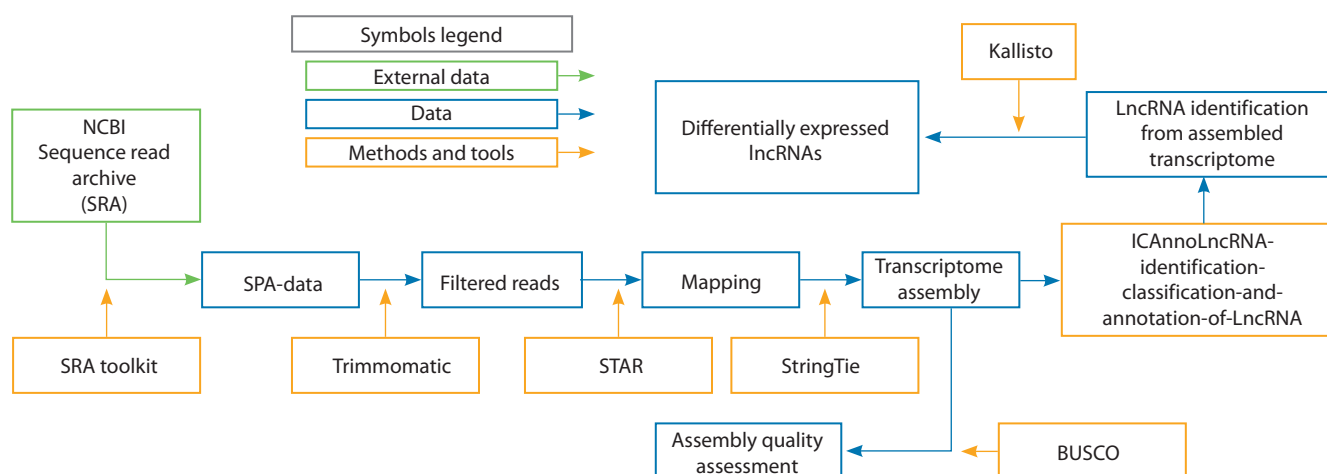 Symbols legend
External data
Data
Methods and tools
Kallisto
Differentially expressed
lncRNAs
LncRNA identification
from assembled
transcriptome
NCBI
Sequence read
archive
(SRA)
SPA-data
Filtered reads
Mapping
Transcriptome
assembly
ICAnnoLncRNA-
identification-
classification-and-
annotation-of-LncRNA
SRA toolkit
Trimmomatic
STAR
StringTie
Assembly quality
assessment
BUSCO